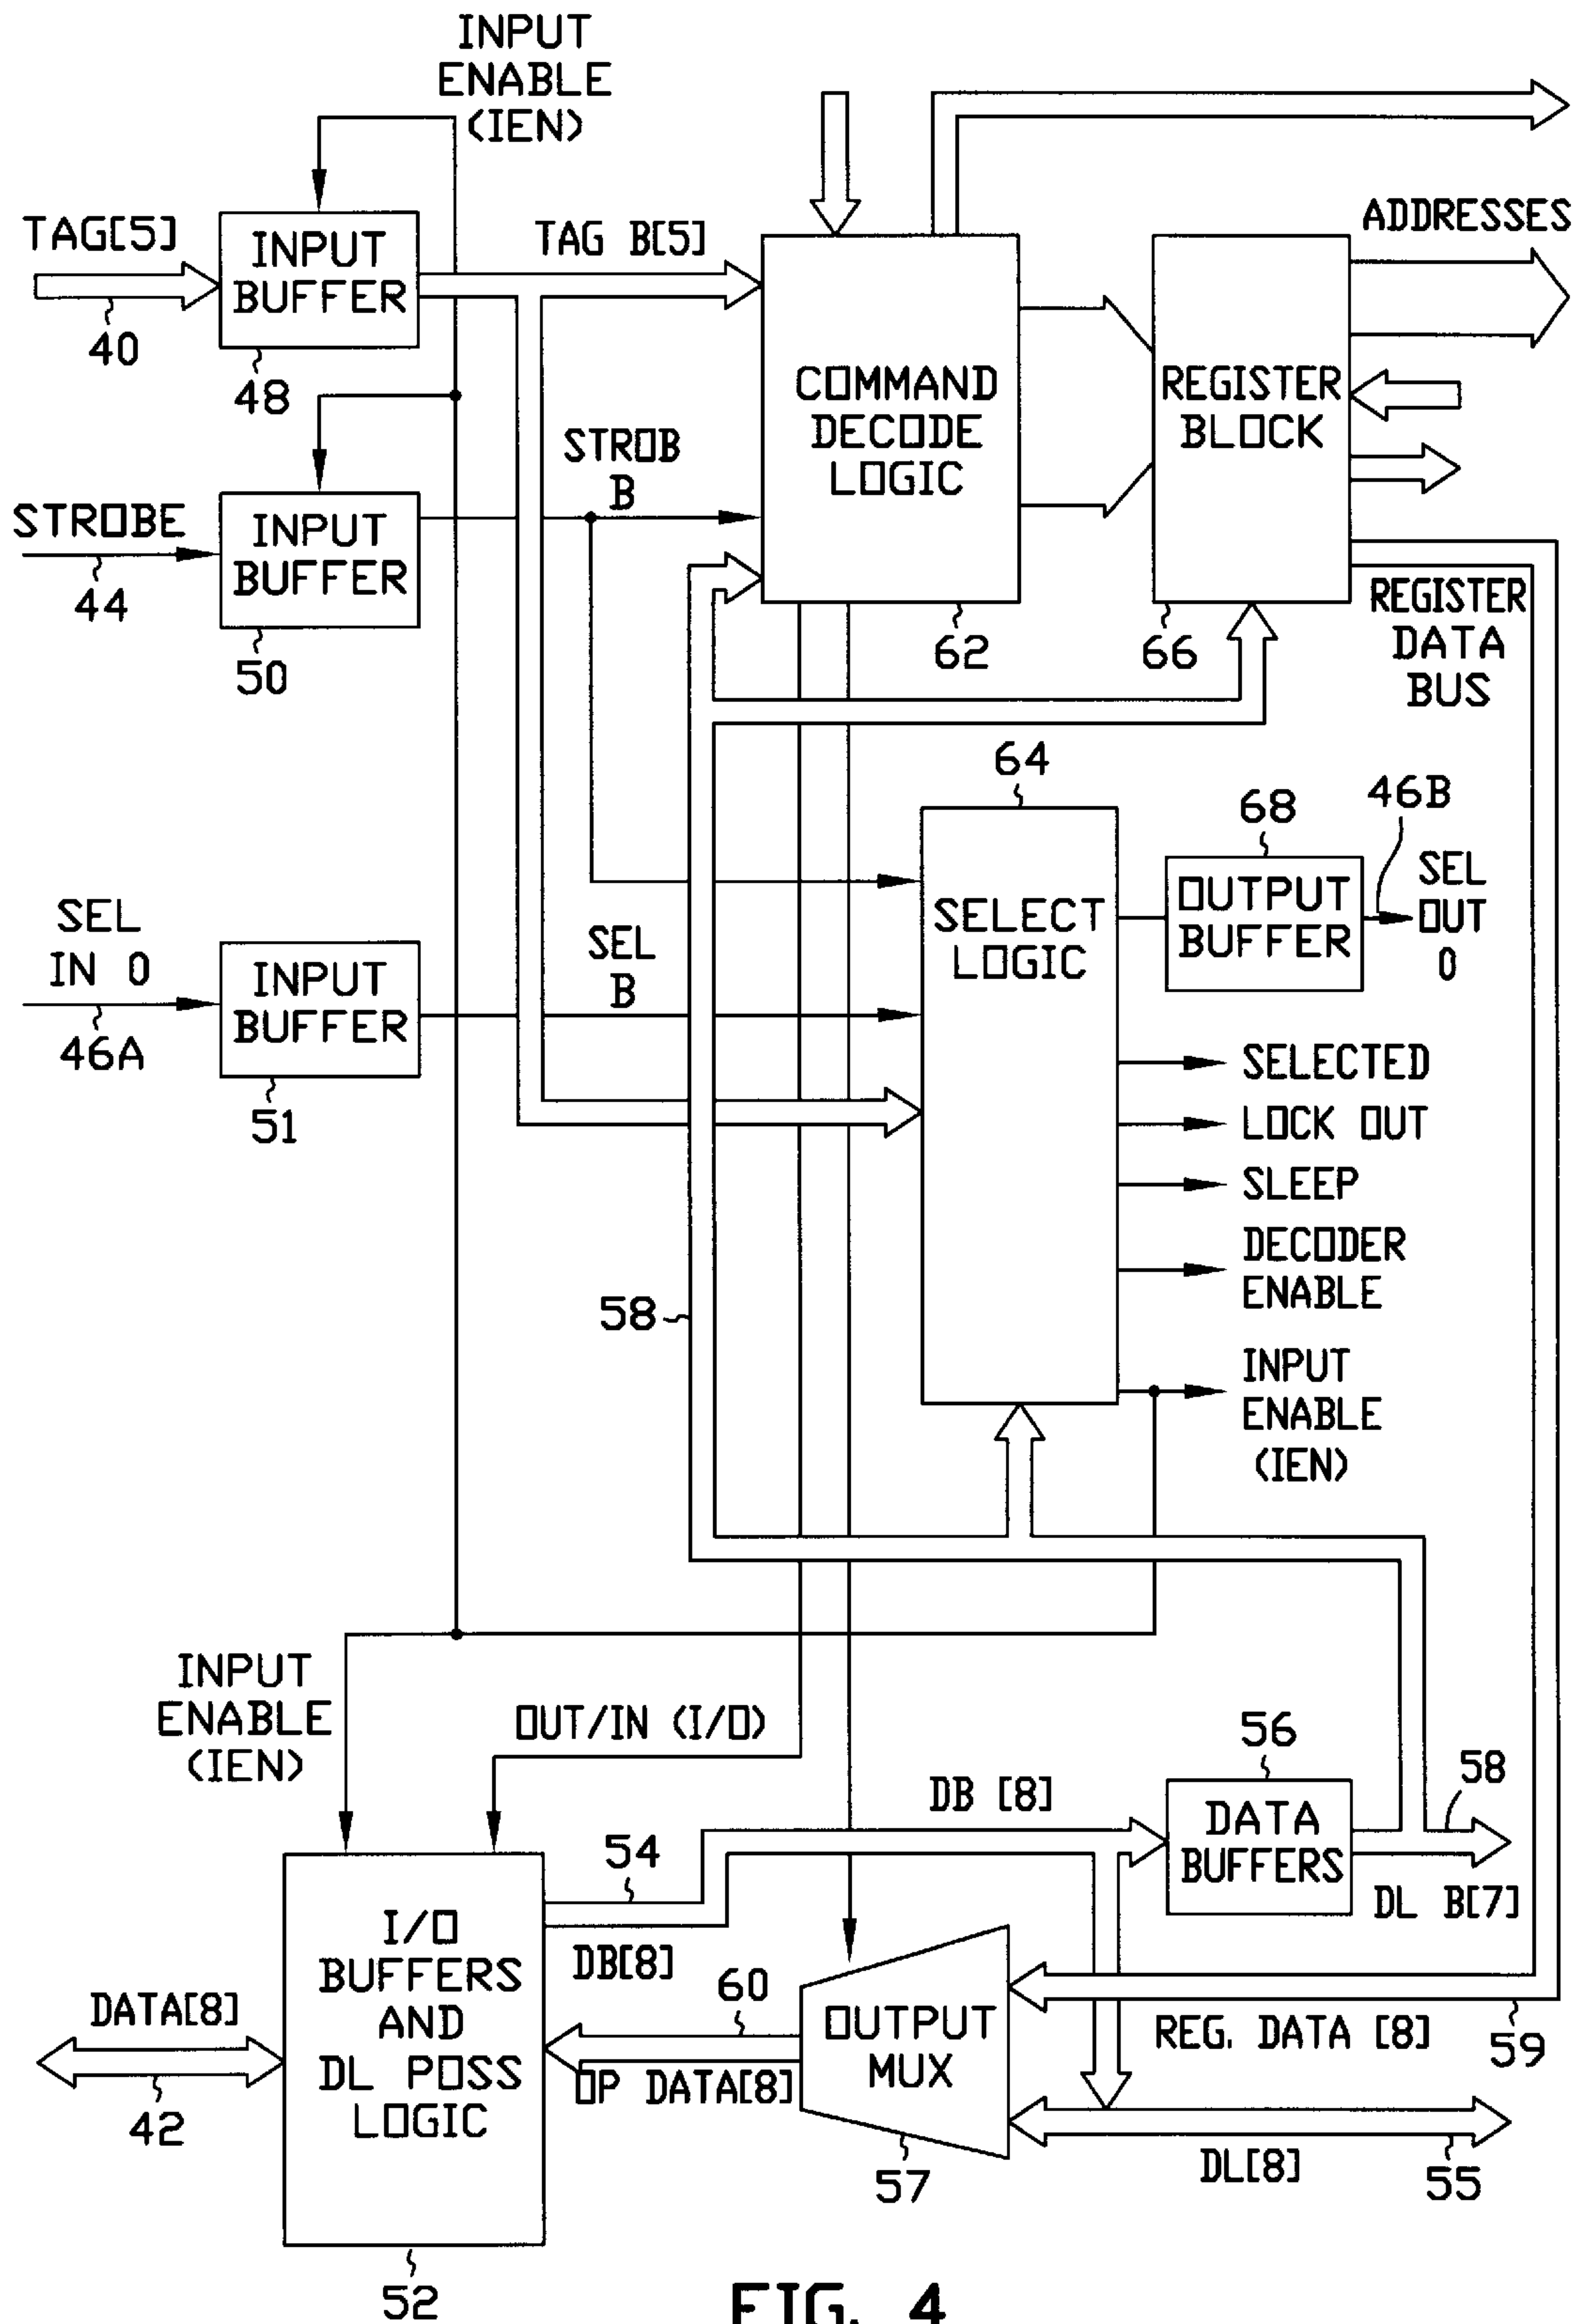 INPUT
ENABLE
(IEN)
TAG[5]
40
INPUT
BUFFER
48
TAG B[5]
COMMAND
DECODE
LOGIC
62
REGISTER
BLOCK
66
ADDRESSES
STROBE
44
INPUT
BUFFER
50
STROB
B
REGISTER
DATA
BUS
64
SELECT
LOGIC
68
OUTPUT
BUFFER
46B
SEL
OUT
0
SEL
IN 0
46A
INPUT
BUFFER
51
SEL
B
SELECTED
LOCK OUT
SLEEP
DECODER
ENABLE
INPUT
ENABLE
(IEN)
58
INPUT
ENABLE
(IEN)
OUT/IN (I/O)
DB [8]
56
DATA
BUFFERS
58
DL B[7]
54
DB[8]
I/O
BUFFERS
AND
DL POSS
LOGIC
52
DATA[8]
42
60
OP DATA[8]
OUTPUT
MUX
57
REG. DATA [8]
59
DL[8]
55
FIG. 4